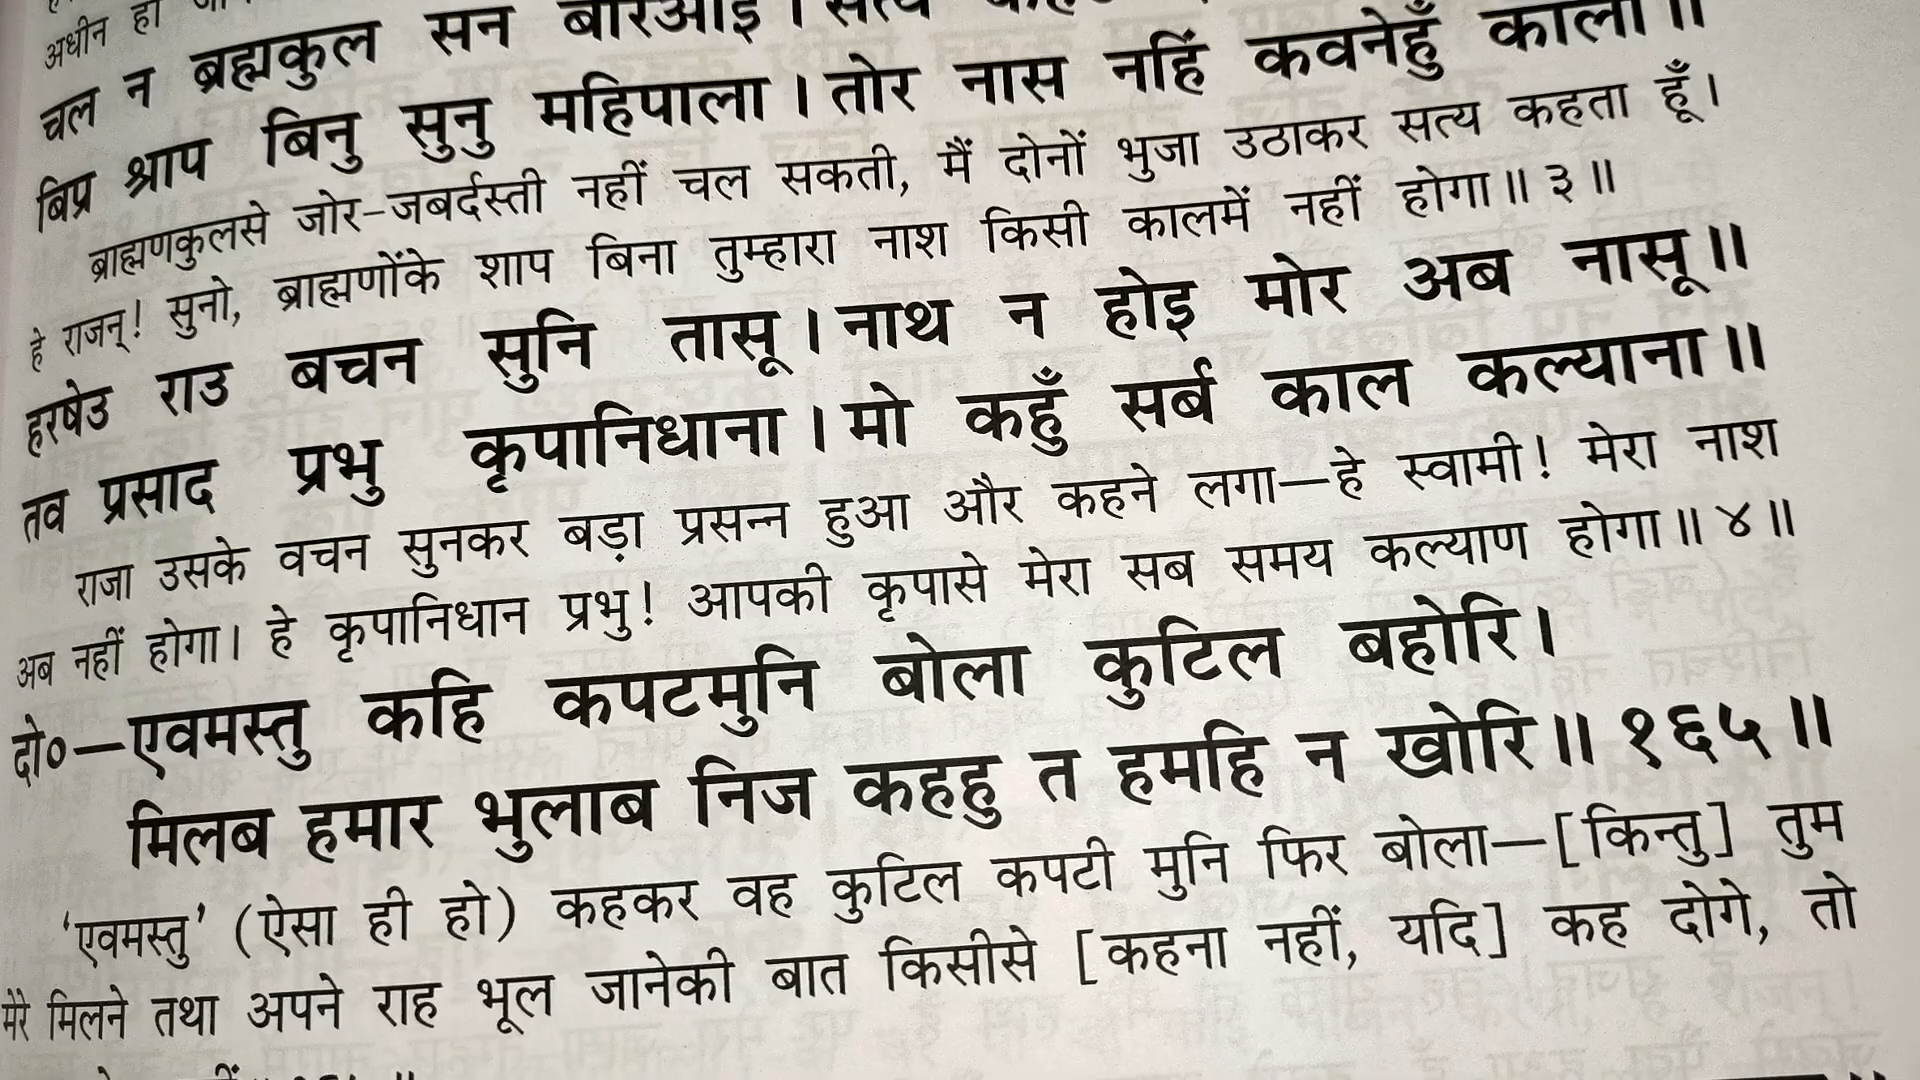 अधीन हो
चल न ब्रह्मकुल सन बरिआई। सत्य
बिप्र श्राप बिनु सुनु महिपाला। तोर नास नहिं कवनेहुँ काला॥
ब्राह्मणकुलसे जोर-जबर्दस्ती नहीं चल सकती, मैं दोनों भुजा उठाकर सत्य कहता हूँ।
हे राजन्! सुनो, ब्राह्मणोंके शाप बिना तुम्हारा नाश किसी कालमें नहीं होगा॥ ३॥
हरषेउ राउ बचन सुनि तासू। नाथ न होइ मोर अब नासू॥
तव प्रसाद प्रभु कृपानिधाना। मो कहुँ सर्ब काल कल्याना॥
राजा उसके वचन सुनकर बड़ा प्रसन्न हुआ और कहने लगा—हे स्वामी! मेरा नाश
अब नहीं होगा। हे कृपानिधान प्रभु! आपकी कृपासे मेरा सब समय कल्याण होगा॥ ४॥
दो०—एवमस्तु कहि कपटमुनि बोला कुटिल बहोरि।
मिलब हमार भुलाब निज कहहु त हमहि न खोरि॥ १६५॥
‘एवमस्तु’ (ऐसा ही हो) कहकर वह कुटिल कपटी मुनि फिर बोला—[किन्तु] तुम
मेरे मिलने तथा अपने राह भूल जानेकी बात किसीसे [कहना नहीं, यदि] कह दोगे, तो